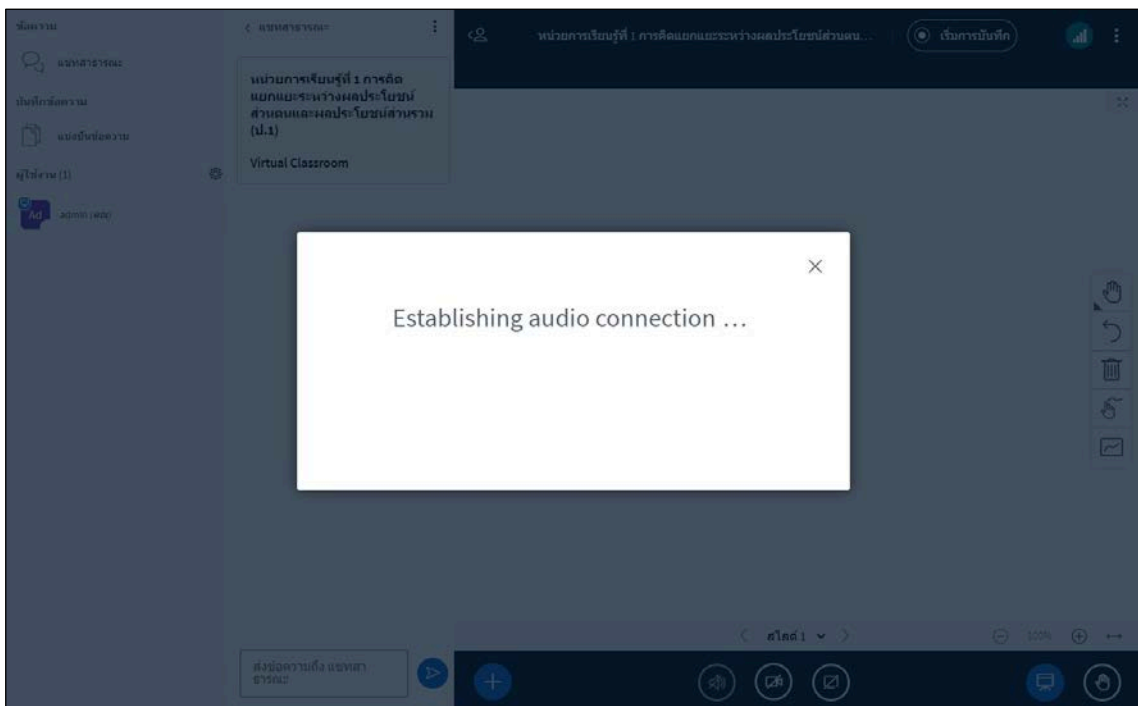 ข้อความ
แชทสาธารณะ
บันทึกข้อความ
แบ่งปันข้อความ
ผู้ใช้งาน (1)
Ad
แชทสาธารณะ
หน่วยการเรียนรู้ที่ 1 การคิด
แยกแยะระหว่างผลประโยชน์
ส่วนตนและผลประโยชน์ส่วนรวม
(ป.1)
Virtual Classroom
ส่งข้อความถึง แชทสา
ธารณะ
หน่วยการเรียนรู้ที่ 1 การคิดแยกแยะระหว่างผลประโยชน์ส่วนตน...
เริ่มการบันทึก
Establishing audio connection ...
สไลด์ 1
100%